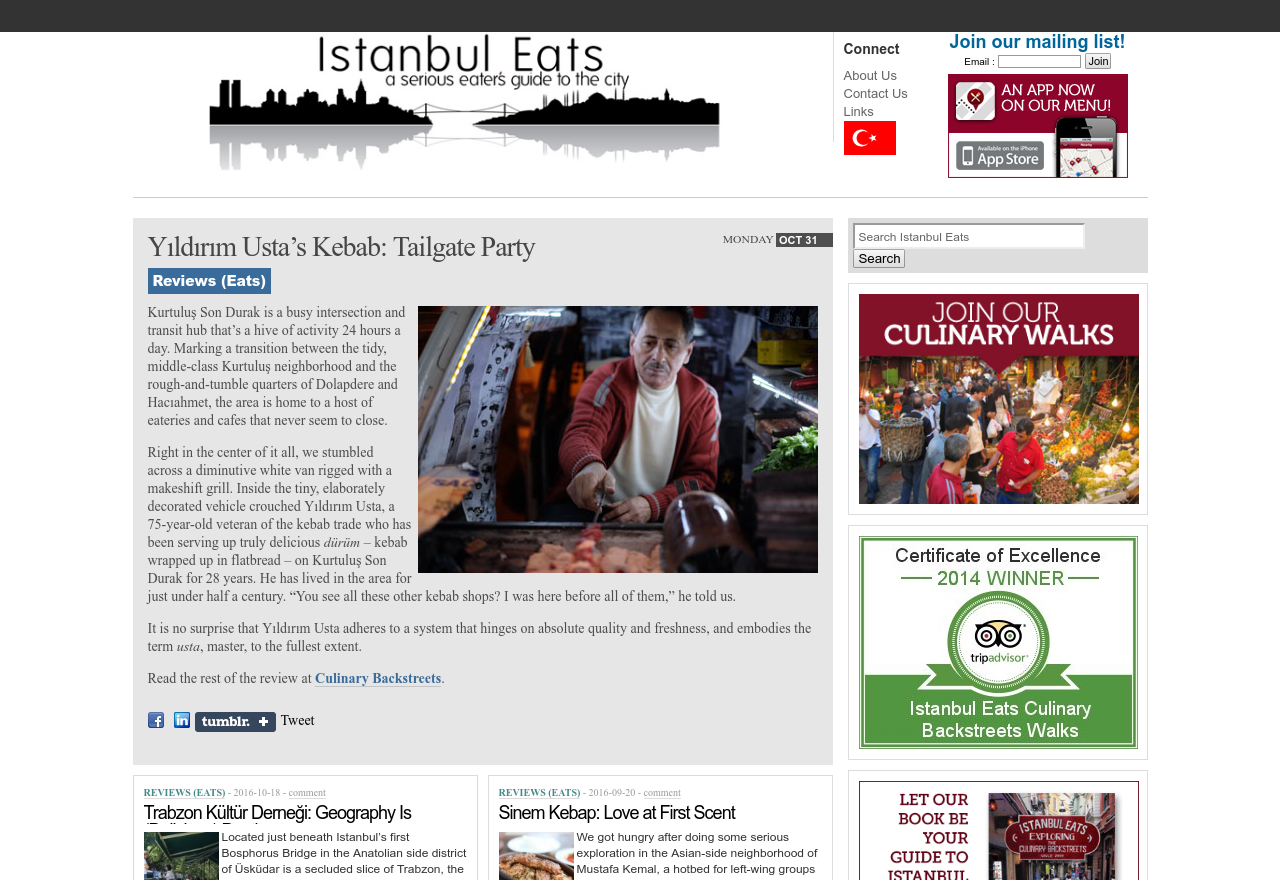 Istanbul Eats
a serious eater's guide to the city
Connect
About Us
Contact Us
Links
Join our mailing list!
Email :
Join
AN APP NOW
ON OUR MENU!
Available on the iPhone
App Store
Yıldırım Usta’s Kebab: Tailgate Party
MONDAY OCT 31
Reviews (Eats)
Kurtuluş Son Durak is a busy intersection and
transit hub that’s a hive of activity 24 hours a
day. Marking a transition between the tidy,
middle-class Kurtuluş neighborhood and the
rough-and-tumble quarters of Dolapdere and
Hacıahmet, the area is home to a host of
eateries and cafes that never seem to close.
Right in the center of it all, we stumbled
across a diminutive white van rigged with a
makeshift grill. Inside the tiny, elaborately
decorated vehicle crouched Yıldırım Usta, a
75-year-old veteran of the kebab trade who has
been serving up truly delicious dürüm – kebab
wrapped up in flatbread – on Kurtuluş Son
Durak for 28 years. He has lived in the area for
just under half a century. “You see all these other kebab shops? I was here before all of them,” he told us.
It is no surprise that Yıldırım Usta adheres to a system that hinges on absolute quality and freshness, and embodies the
term usta, master, to the fullest extent.
Read the rest of the review at Culinary Backstreets.
tumblr. +
Tweet
Search Istanbul Eats
Search
JOIN OUR
CULINARY WALKS
Certificate of Excellence
2014 WINNER
tripadvisor
Istanbul Eats Culinary
Backstreets Walks
REVIEWS (EATS) - 2016-10-18 - comment
Trabzon Kültür Derneği: Geography Is
Located just beneath Istanbul’s first
Bosphorus Bridge in the Anatolian side district
of Üsküdar is a secluded slice of Trabzon, the
REVIEWS (EATS) - 2016-09-20 - comment
Sinem Kebap: Love at First Scent
We got hungry after doing some serious
exploration in the Asian-side neighborhood of
Mustafa Kemal, a hotbed for left-wing groups
LET OUR
BOOK BE
YOUR
GUIDE TO
ISTANBUL
ISTANBUL EATS
EXPLORING
THE
CULINARY BACKSTREETS